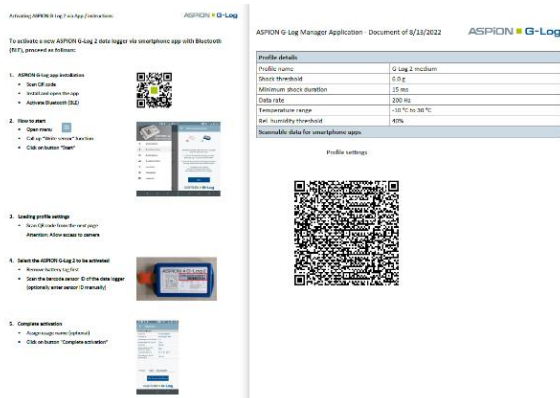 Activating ASPION G-Log 2 via App / Instructions
ASPION G-Log
To activate a new ASPION G-Log 2 data logger via smartphone app with Bluetooth
(BLE), proceed as follows:
1. ASPION G-Log app installation
• Scan QR code
• Install and open the app
• Activate Bluetooth (BLE)
2. How to start
• Open menu
• Call up "Write sensor" function
• Click on button "Start"
3. Loading profile settings
• Scan QR code from the next page
Attention: Allow access to camera
4. Select the ASPION G-Log 2 to be activated
• Remove battery tag first
• Scan the barcode sensor ID of the data logger
(optionally enter sensor ID manually)
5. Complete activation
• Assign usage name (optional)
• Click on button "Complete activation"
ASPION G-Log Manager Application - Document of 8/13/2022
ASPION G-Log
Profile details
Profile name G-Log 2 medium
Shock threshold 6.0 g
Minimum shock duration 15 ms
Data rate 200 Hz
Temperature range -10 °C to 30 °C
Rel. humidity threshold 40%
Scannable data for smartphone apps
Profile settings